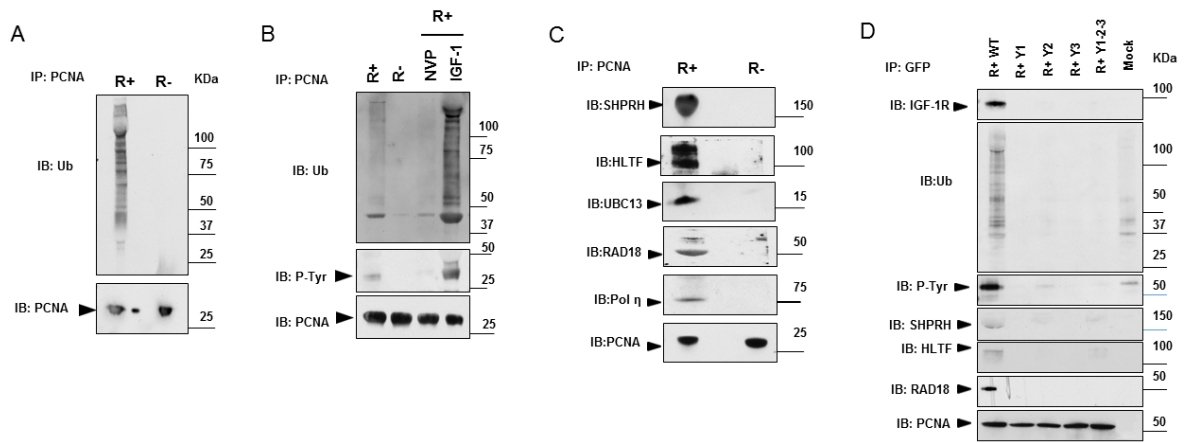 A
IP: PCNA
R+
R-
KDa
IB: Ub
100
75
50
37
25
IB: PCNA
25
B
R+
IP: PCNA
R+
R-
NVP
IGF-1
IB: Ub
100
75
50
37
IB: P-Tyr
50
25
IB: PCNA
25
C
IP: PCNA
R+
R-
IB:SHPRH
150
IB:HLTF
100
IB:UBC13
15
IB:RAD18
50
IB:Pol η
75
IB:PCNA
25
D
IP: GFP
R+ WT
R+ Y1
R+ Y2
R+ Y3
R+ Y1-2-3
Mock
KDa
IB: IGF-1R
100
IB:Ub
100
50
37
25
IB: P-Tyr
50
IB: SHPRH
150
IB: HLTF
100
IB: RAD18
50
IB: PCNA
50